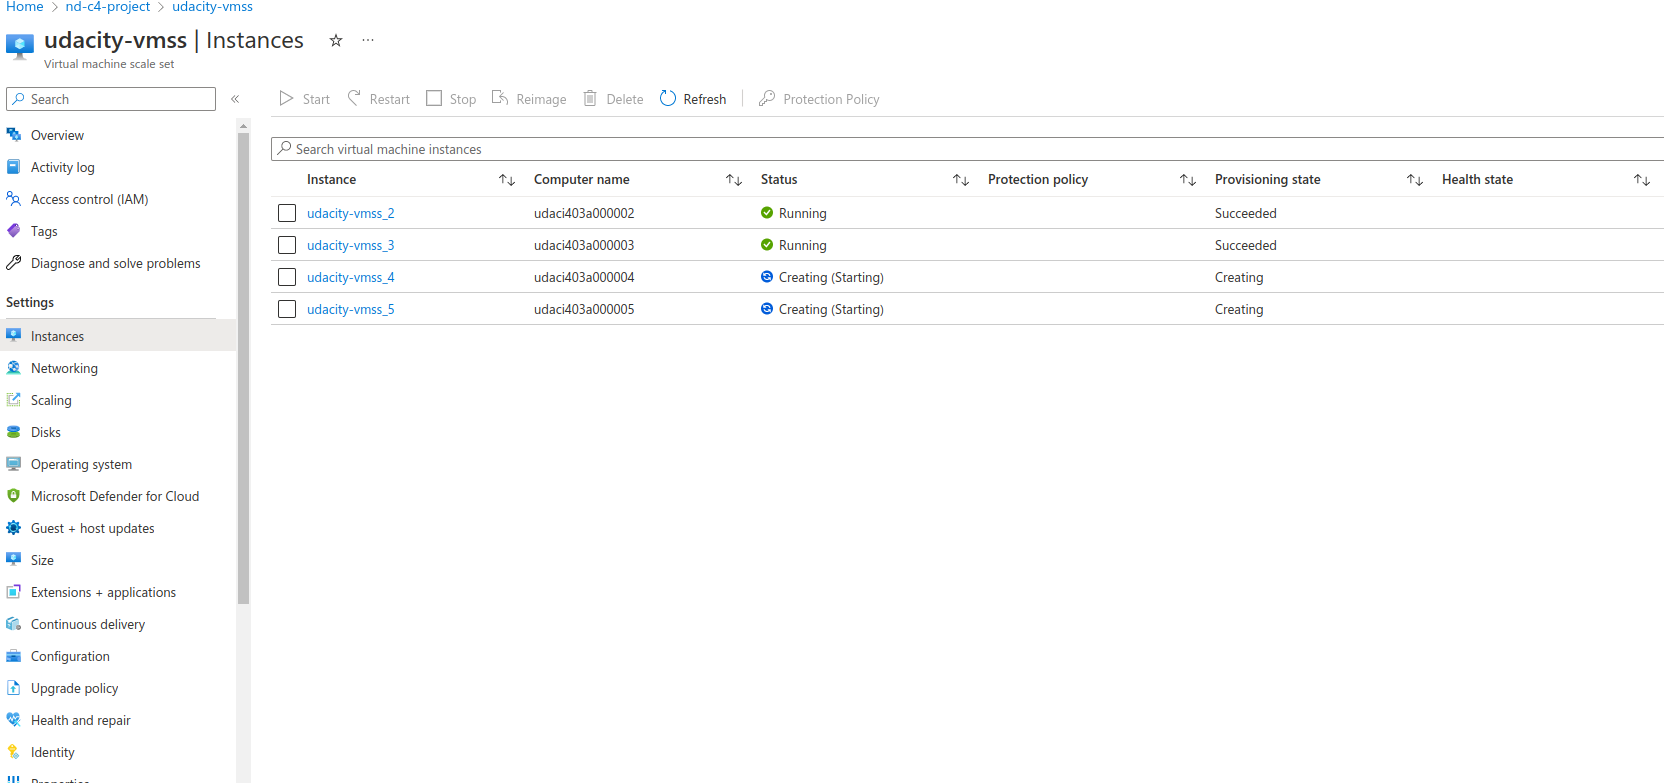 Home > nd-c4-project > udacity-vmss
udacity-vmss | Instances
Virtual machine scale set
Search
Start Restart Stop Reimage Delete Refresh Protection Policy
Overview
Activity log
Access control (IAM)
Tags
Diagnose and solve problems
Settings
Instances
Networking
Scaling
Disks
Operating system
Microsoft Defender for Cloud
Guest + host updates
Size
Extensions + applications
Continuous delivery
Configuration
Upgrade policy
Health and repair
Identity
Properties
Search virtual machine instances
Instance Computer name Status Protection policy Provisioning state Health state
udacity-vmss_2 udaci403a000002 Running Succeeded
udacity-vmss_3 udaci403a000003 Running Succeeded
udacity-vmss_4 udaci403a000004 Creating (Starting) Creating
udacity-vmss_5 udaci403a000005 Creating (Starting) Creating